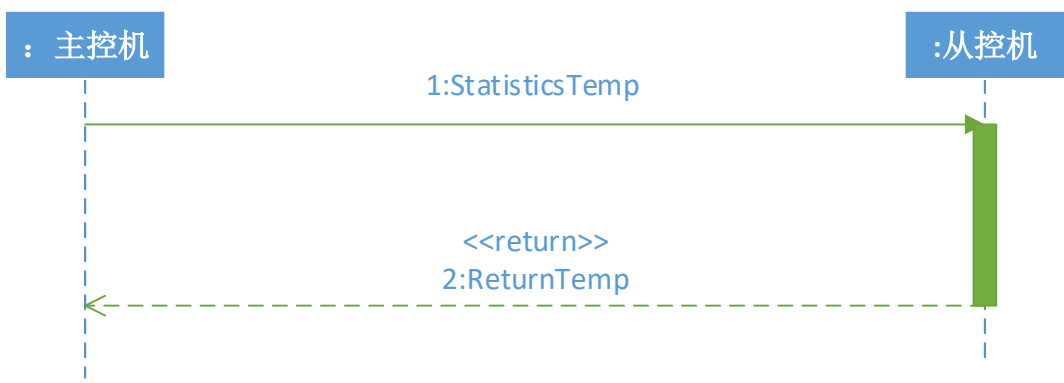 ：主控机
:从控机
1:StatisticsTemp
<<return>>
2:ReturnTemp